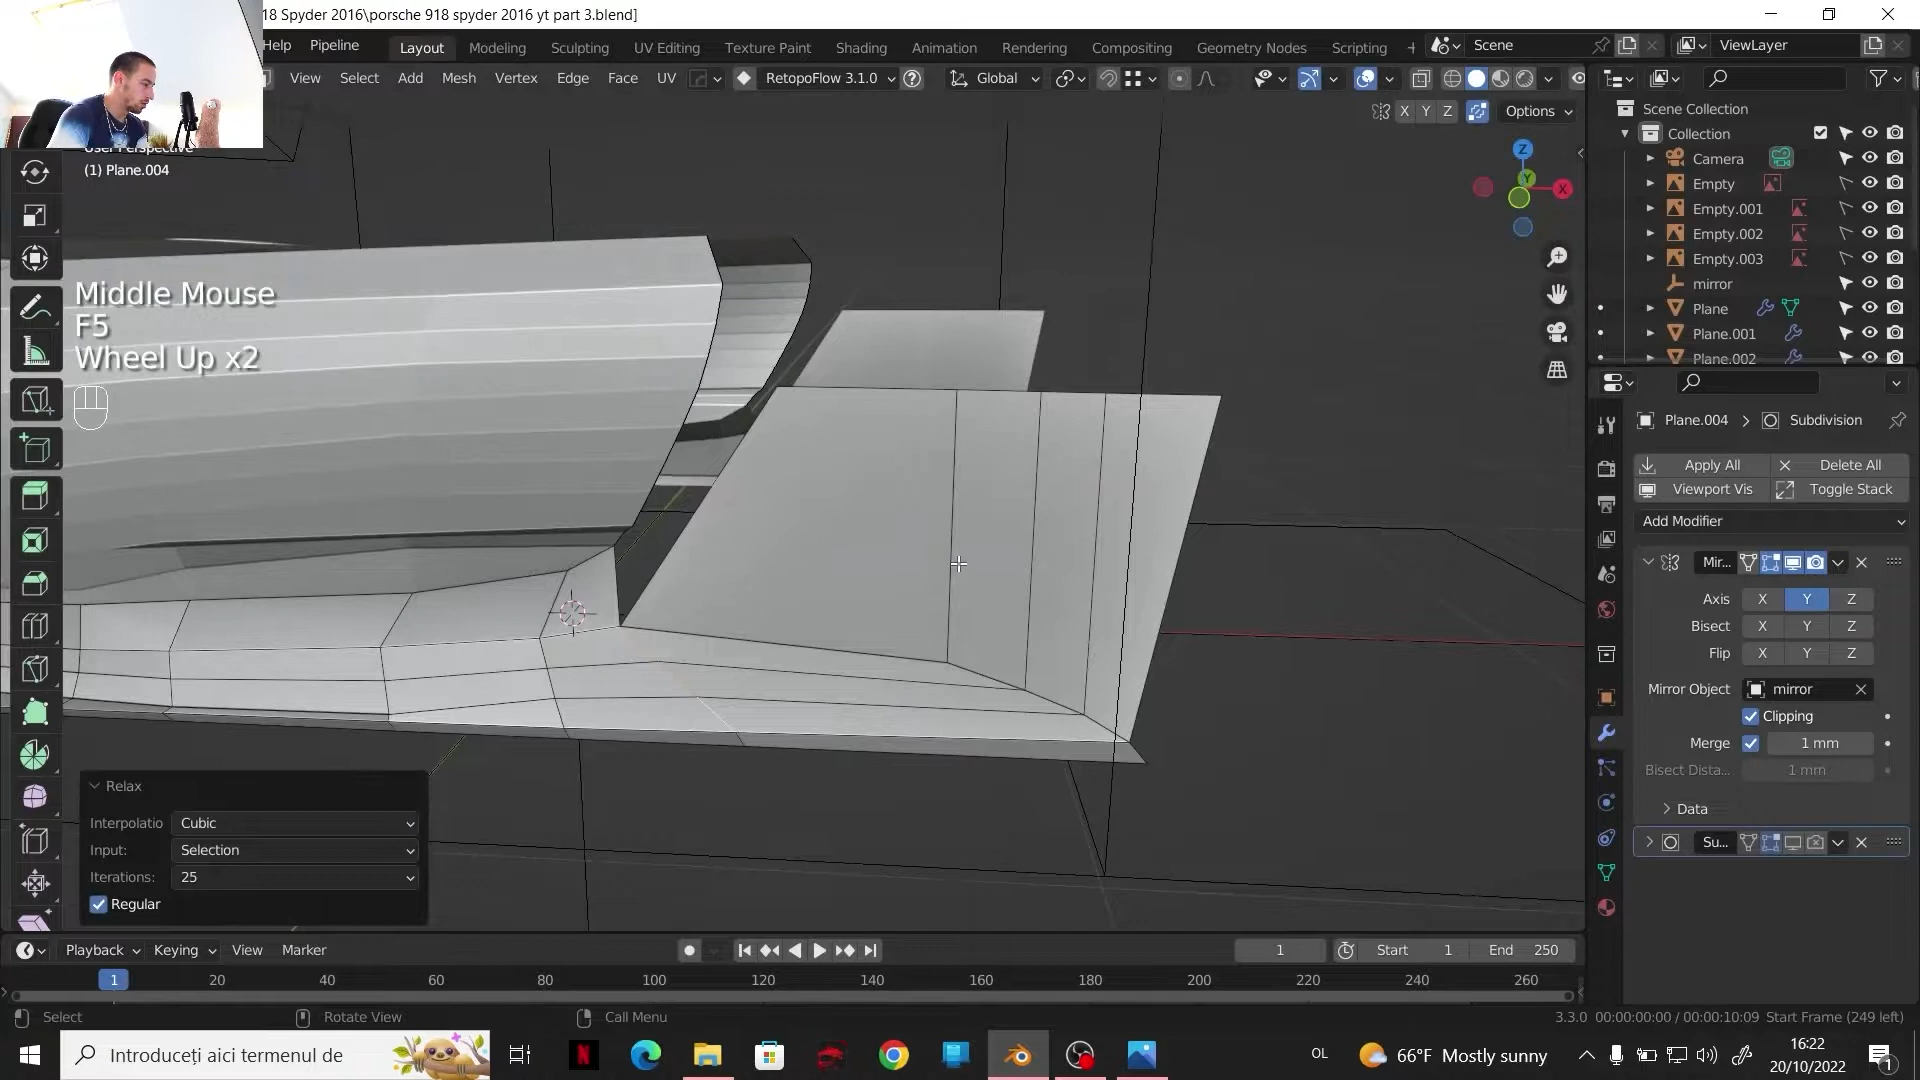 18 Spyder 2016\porsche 918 spyder 2016 yt part 3.blend]
Help Pipeline Layout Modeling Sculpting UV Editing Texture Paint Shading Animation Rendering Compositing Geometry Nodes Scripting + Scene ViewLayer
View Select Add Mesh Vertex Edge Face UV RetopoFlow 3.1.0 Global
X Y Z Options
User Perspective
(1) Plane.004
Middle Mouse
F5
Wheel Up x2
Z
Y
X
Relax
Interpolatio Cubic
Input: Selection
Iterations: 25
Regular
Scene Collection
Collection
Camera
Empty
Empty.001
Empty.002
Empty.003
mirror
Plane
Plane.001
Plane.002
Plane.004 > Subdivision
Apply All Delete All
Viewport Vis Toggle Stack
Add Modifier
Mir...
Axis X Y Z
Bisect X Y Z
Flip X Y Z
Mirror Object mirror
Clipping
Merge 1 mm
Bisect Dista... 1 mm
Data
Su...
Playback Keying View Marker 1 Start 1 End 250
1 20 40 60 80 100 120 140 160 180 200 220 240 260
Select Rotate View Call Menu 3.3.0 00:00:00:00 / 00:00:10:09 Start Frame (249 left)
Introduceți aici termenul de OL 66°F Mostly sunny 16:22
20/10/2022 1